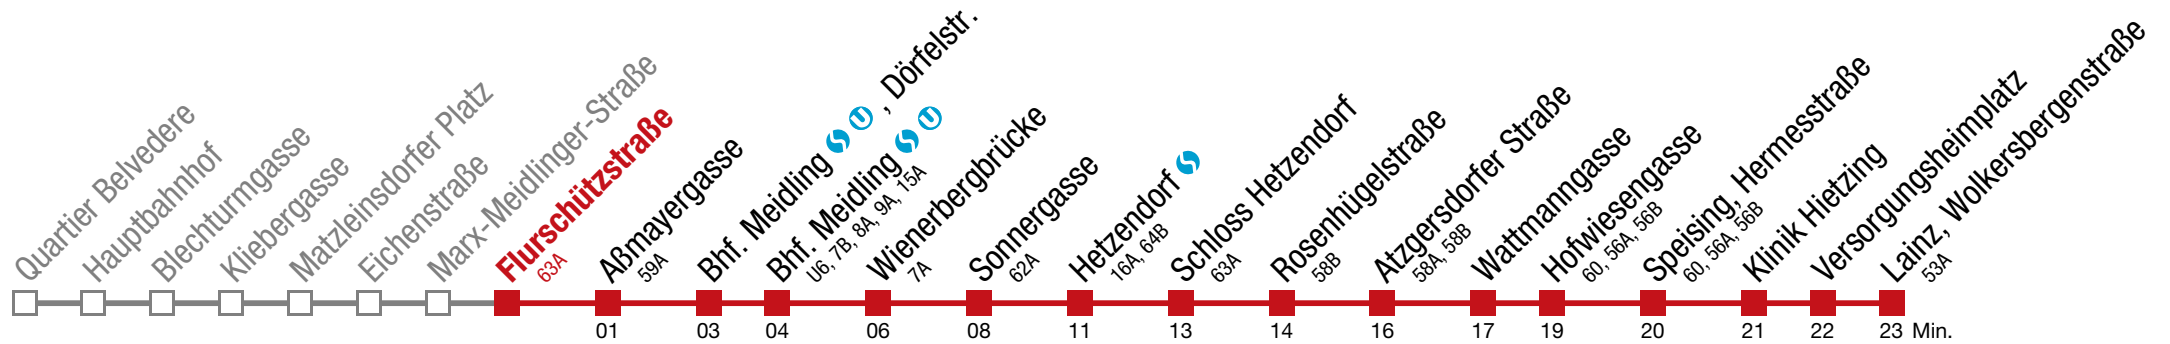 Quartier Belvedere
Hauptbahnhof
Blechturmgasse
Kliebergasse
Matzleinsdorfer Platz
Eichenstraße
Marx-Meidlinger-Straße
Flurschützstraße
63A
Aßmayergasse
59A
Bhf. Meidling S U , Dörfelstr.
Bhf. Meidling S U
U6, 7B, 8A, 9A, 15A
Wienerbergbrücke
7A
Sonnergasse
62A
Hetzendorf S
16A, 64B
Schloss Hetzendorf
63A
Rosenhügelstraße
58B
Atzgersdorfer Straße
58A, 58B
Wattmanngasse
Hofwiesengasse
60, 56A, 56B
Speising, Hermesstraße
60, 56A, 56B
Klinik Hietzing
Versorgungsheimplatz
Lainz, Wolkersbergenstraße
53A
01 03 04 06 08 11 13 14 16 17 19 20 21 22 23 Min.